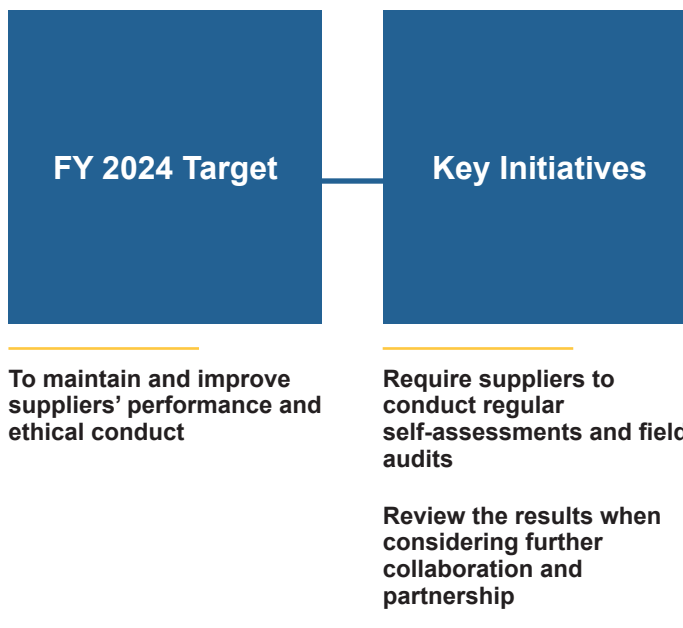 FY 2024 Target
Key Initiatives
To maintain and improve
suppliers’ performance and
ethical conduct
Require suppliers to
conduct regular
self-assessments and field
audits
Review the results when
considering further
collaboration and
partnership